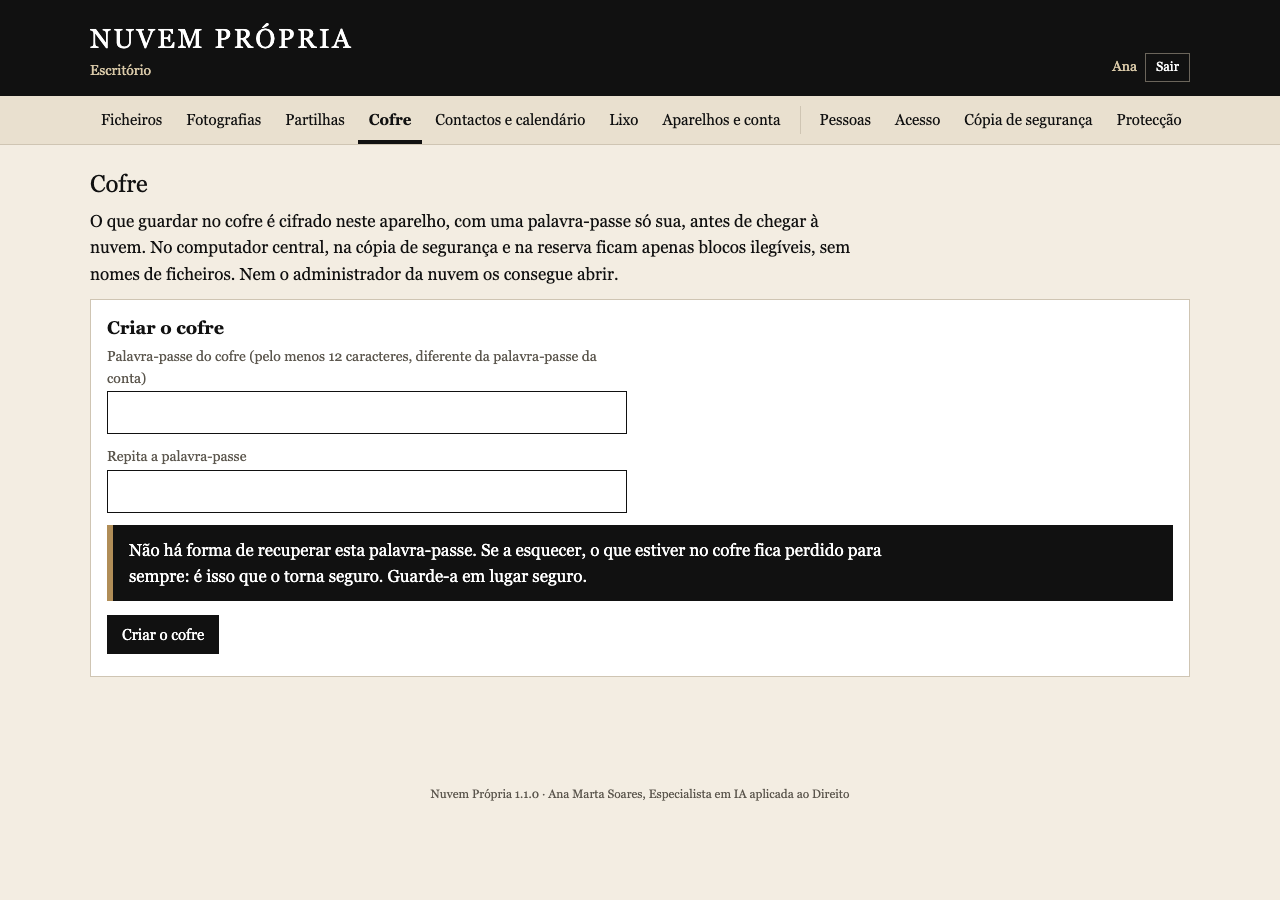 NUVEM PRÓPRIA
Escritório
Ana Sair
Ficheiros Fotografias Partilhas Cofre Contactos e calendário Lixo Aparelhos e conta Pessoas Acesso Cópia de segurança Protecção
Cofre
O que guardar no cofre é cifrado neste aparelho, com uma palavra-passe só sua, antes de chegar à
nuvem. No computador central, na cópia de segurança e na reserva ficam apenas blocos ilegíveis, sem
nomes de ficheiros. Nem o administrador da nuvem os consegue abrir.
Criar o cofre
Palavra-passe do cofre (pelo menos 12 caracteres, diferente da palavra-passe da
conta)
Repita a palavra-passe
Não há forma de recuperar esta palavra-passe. Se a esquecer, o que estiver no cofre fica perdido para
sempre: é isso que o torna seguro. Guarde-a em lugar seguro.
Criar o cofre
Nuvem Própria 1.1.0 · Ana Marta Soares, Especialista em IA aplicada ao Direito